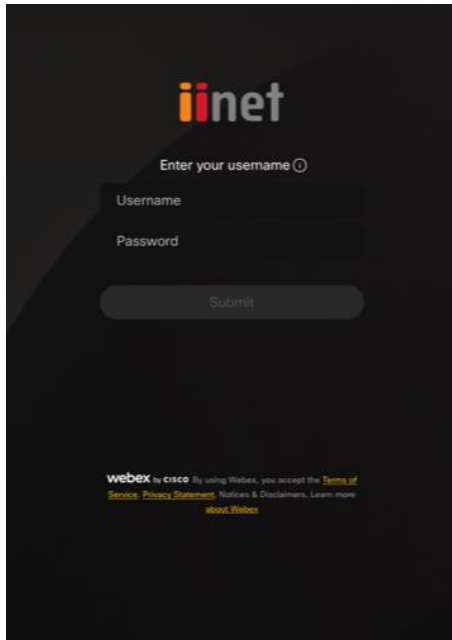 iinet
Enter your username
Username
Password
Submit
webex by CISCO By using Webex, you accept the Terms of
Service, Privacy Statement, Notices & Disclaimers. Learn more
about Webex